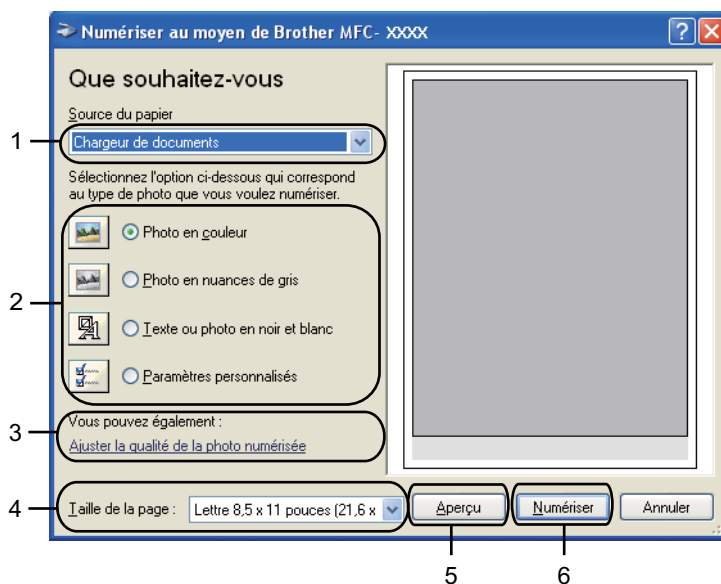 Numériser au moyen de Brother MFC- XXXX
Que souhaitez-vous
Source du papier
1
Chargeur de documents
Sélectionnez l'option ci-dessous qui correspond
au type de photo que vous voulez numériser.
2
Photo en couleur
Photo en nuances de gris
Texte ou photo en noir et blanc
Paramètres personnalisés
3
Vous pouvez également :
Ajuster la qualité de la photo numérisée
4
Taille de la page : Lettre 8,5 x 11 pouces (21,6 x
Aperçu
Numériser
Annuler
5
6